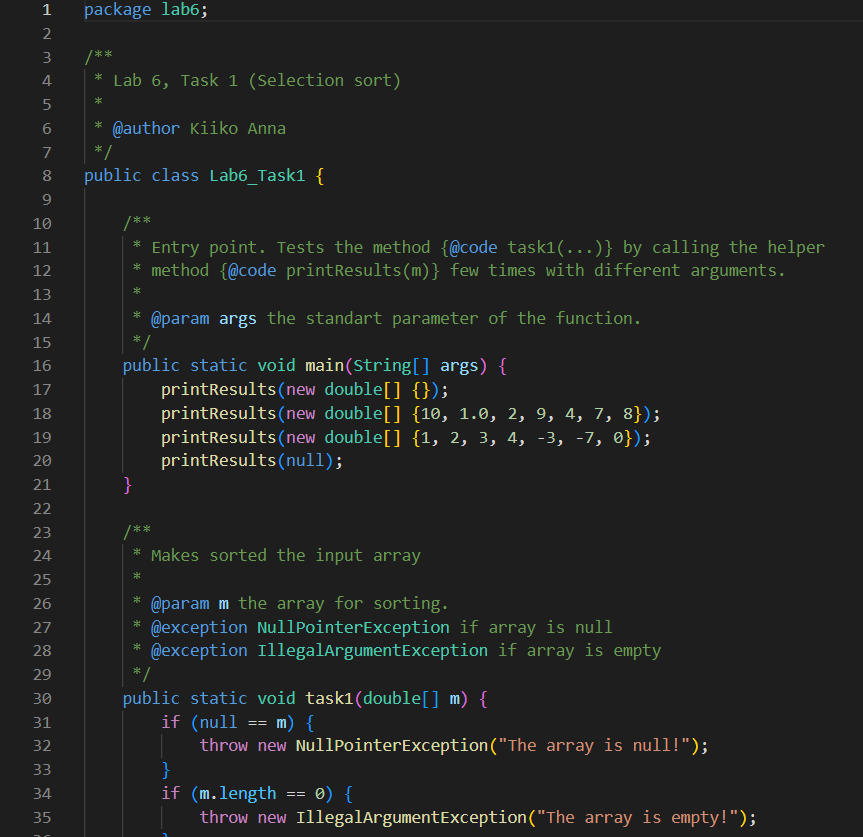 1 package lab6;
2
3 /**
4 * Lab 6, Task 1 (Selection sort)
5 *
6 * @author Kiiko Anna
7 */
8 public class Lab6_Task1 {
9
10 /**
11 * Entry point. Tests the method {@code task1(...)} by calling the helper
12 * method {@code printResults(m)} few times with different arguments.
13 *
14 * @param args the standart parameter of the function.
15 */
16 public static void main(String[] args) {
17 printResults(new double[] {});
18 printResults(new double[] {10, 1.0, 2, 9, 4, 7, 8});
19 printResults(new double[] {1, 2, 3, 4, -3, -7, 0});
20 printResults(null);
21 }
22
23 /**
24 * Makes sorted the input array
25 *
26 * @param m the array for sorting.
27 * @exception NullPointerException if array is null
28 * @exception IllegalArgumentException if array is empty
29 */
30 public static void task1(double[] m) {
31 if (null == m) {
32 throw new NullPointerException("The array is null!");
33 }
34 if (m.length == 0) {
35 throw new IllegalArgumentException("The array is empty!");